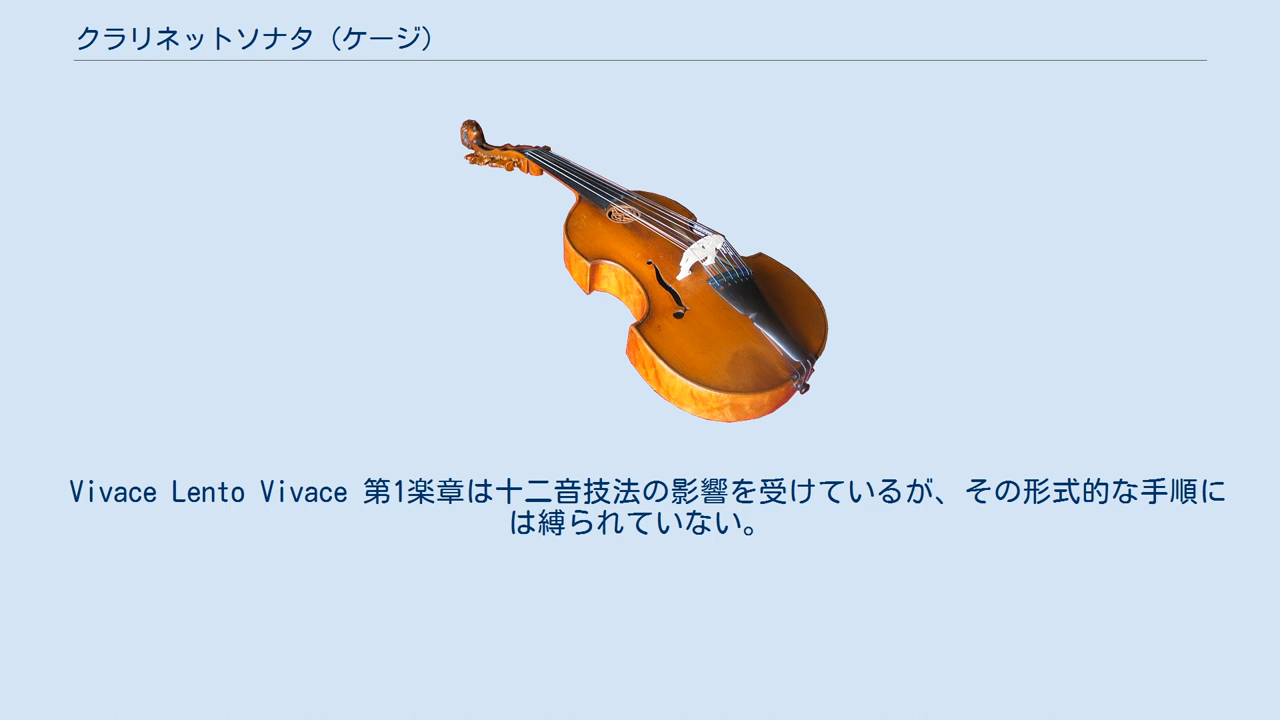 クラリネットソナタ（ケージ）
Vivace Lento Vivace 第1楽章は十二音技法の影響を受けているが、その形式的な手順に
は縛られていない。